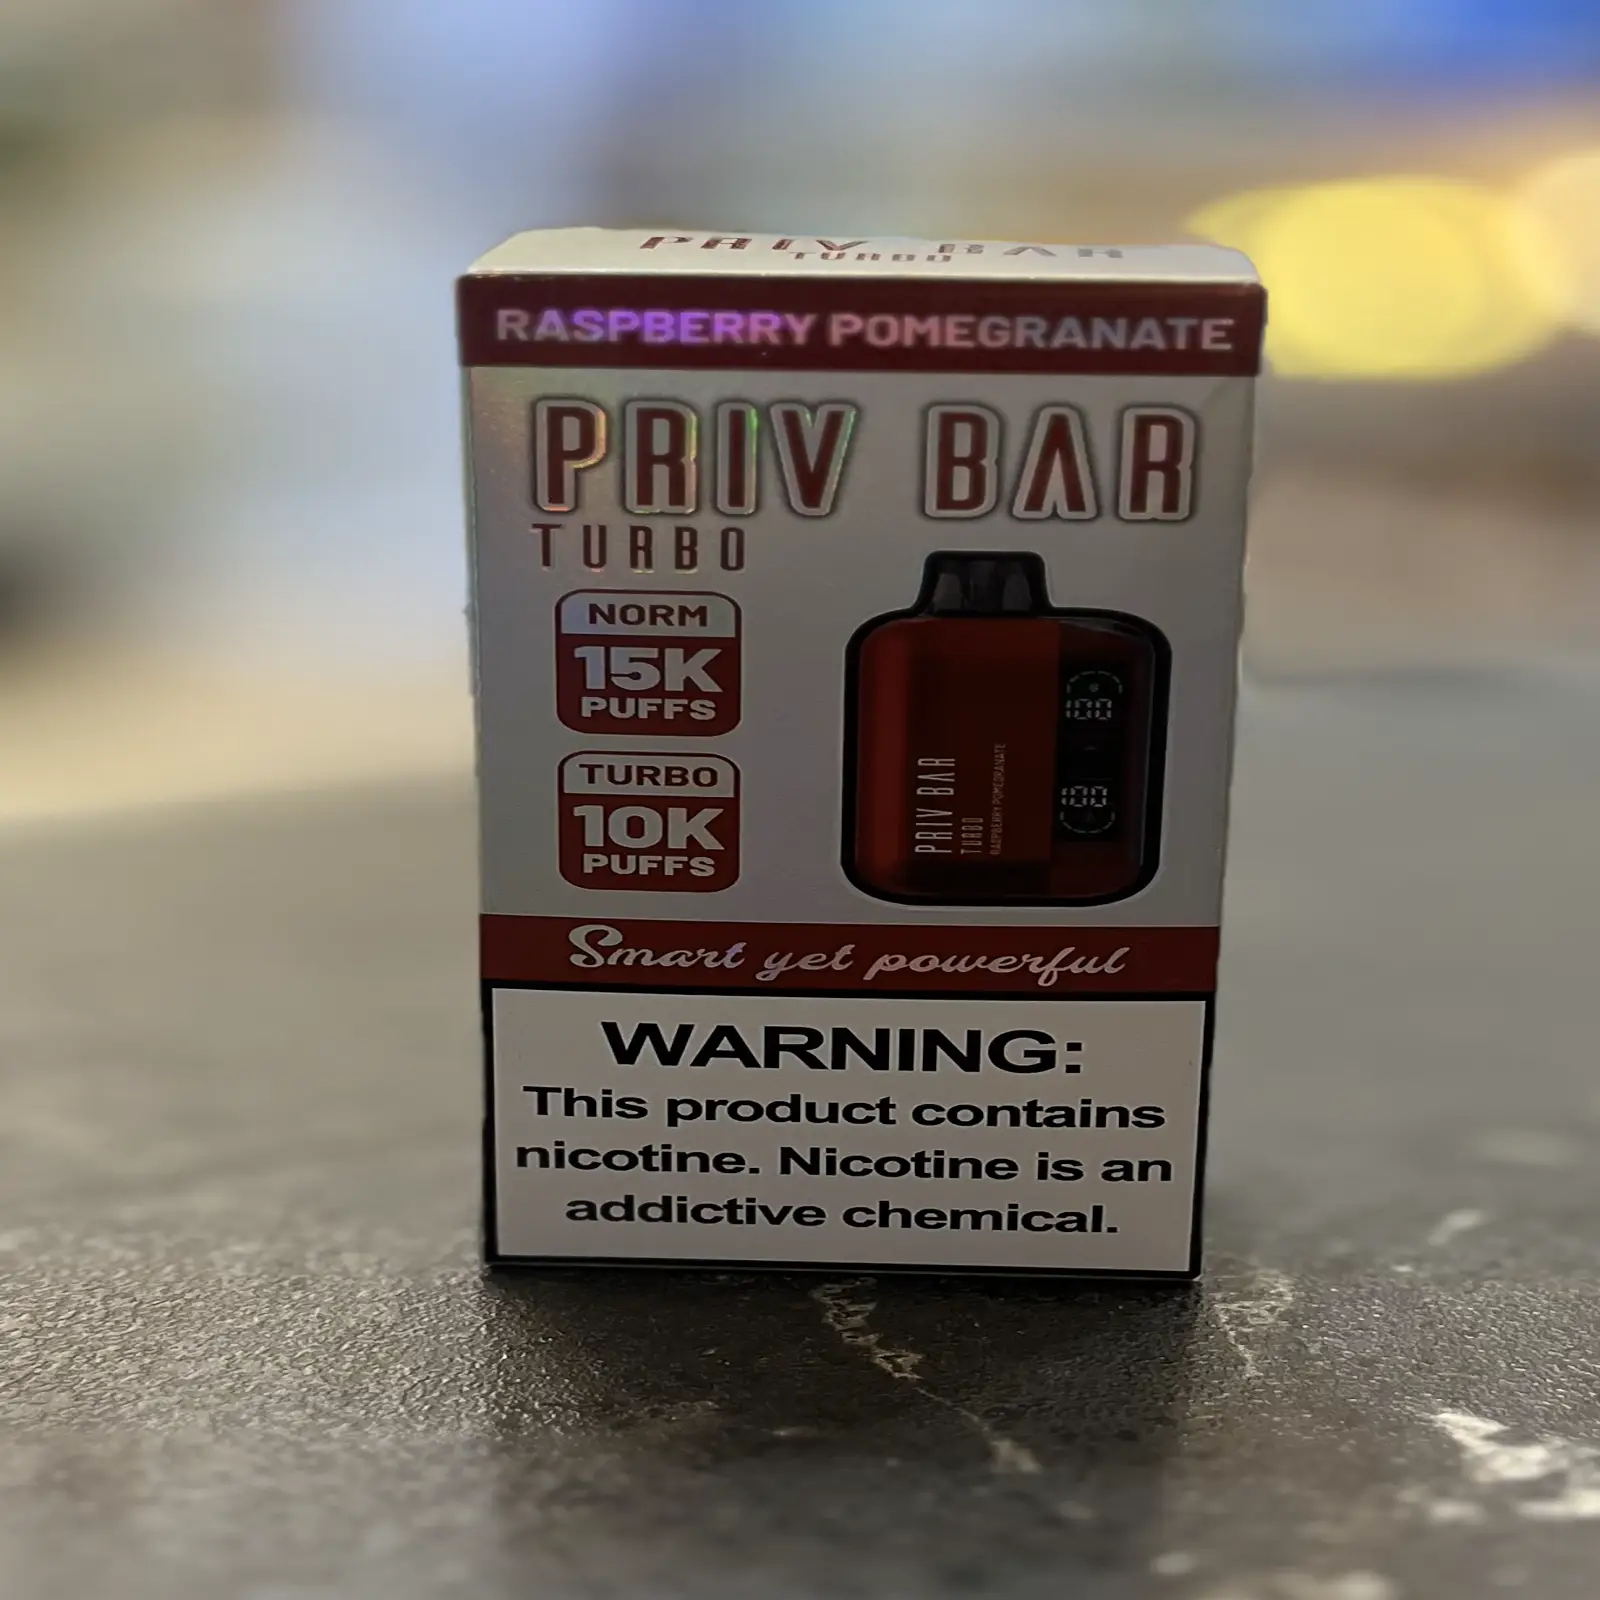 PRIV BAR
TURBO
RASPBERRY POMEGRANATE
PRIV BAR
TURBO
NORM
15K
PUFFS
TURBO
10K
PUFFS
PRIV BAR
TURBO
RASPBERRY POMEGRANATE
100
100
Smart yet powerful
WARNING:
This product contains
nicotine. Nicotine is an
addictive chemical.